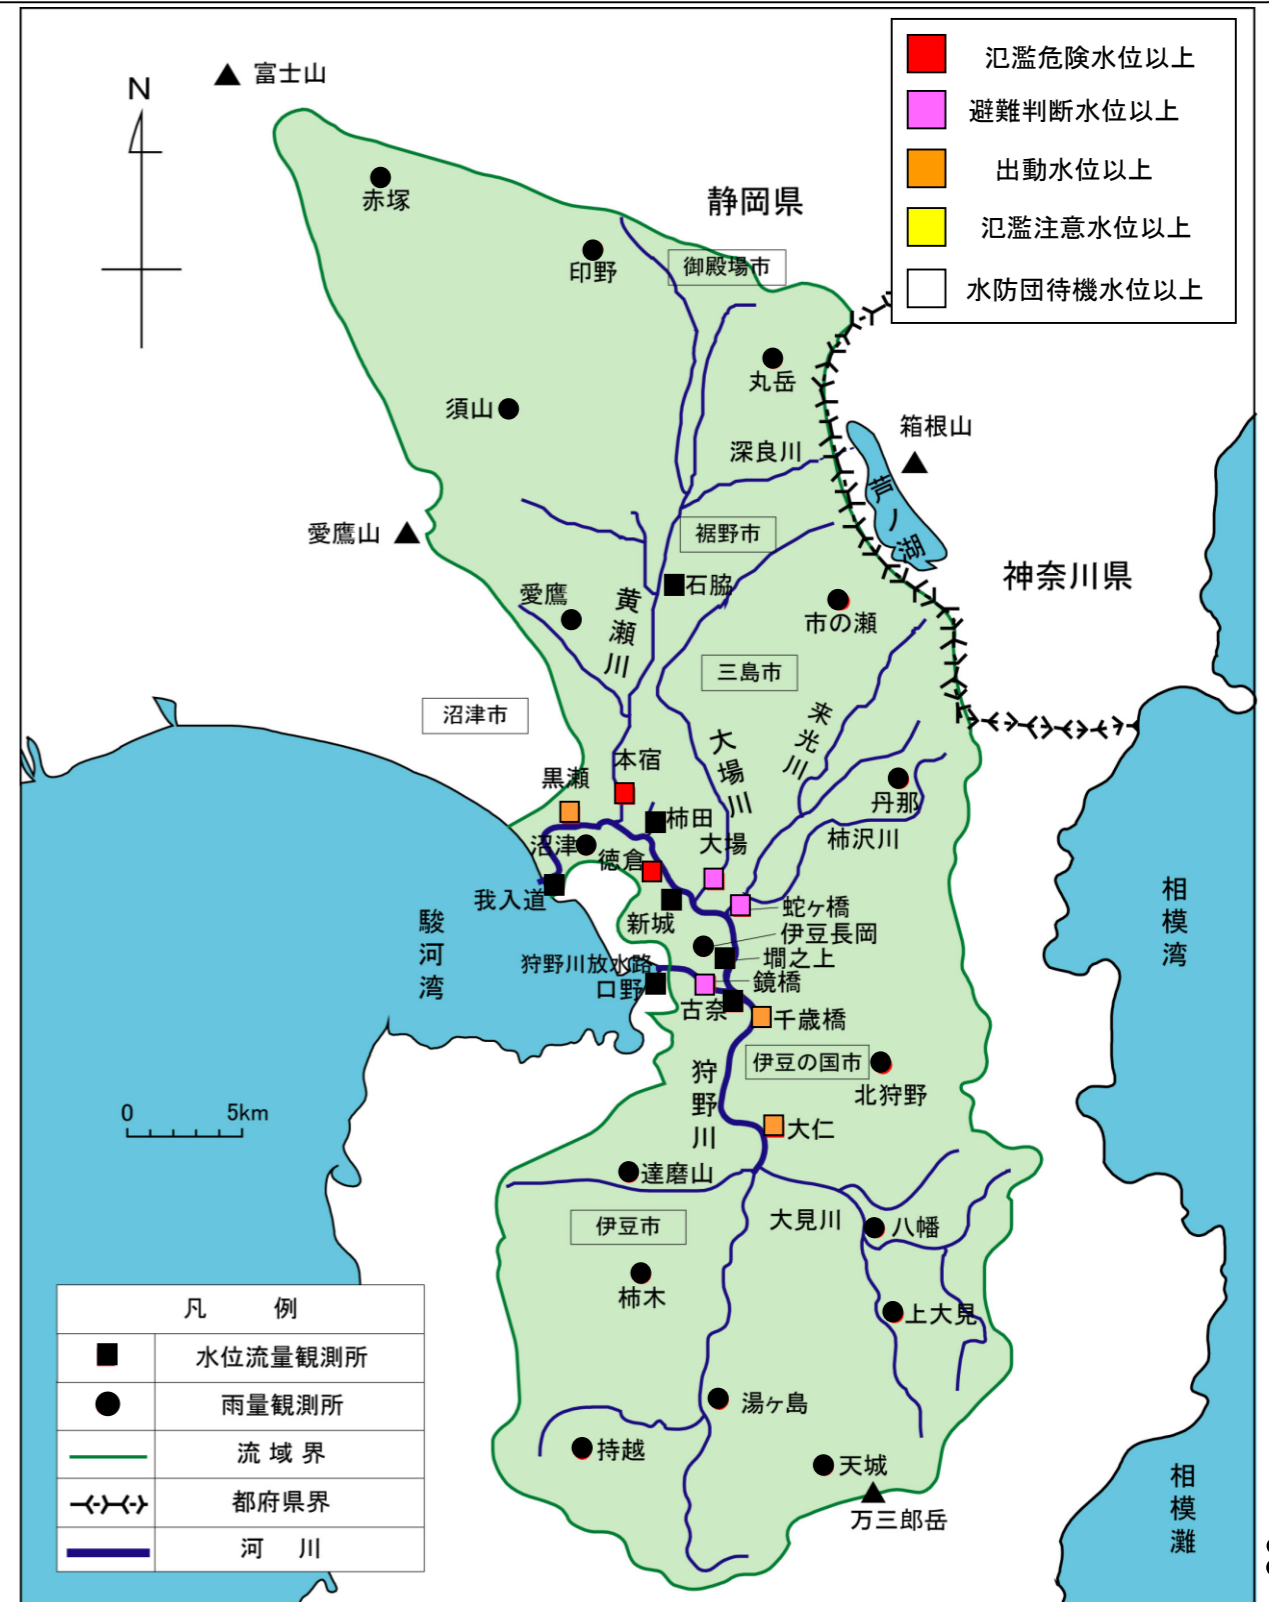 富士山
N
氾濫危険水位以上
避難判断水位以上
出動水位以上
氾濫注意水位以上
水防団待機水位以上
赤塚
静岡県
印野
御殿場市
丸岳
須山
深良川
箱根山
芦ノ湖
愛鷹山
裾野市
神奈川県
石脇
愛鷹
黄瀬川
市の瀬
三島市
沼津市
来光川
大場川
本宿
黒瀬
丹那
柿田
柿沢川
大場
沼津
徳倉
我入道
新城
蛇ヶ橋
伊豆長岡
駿河湾
相模湾
墹之上
狩野川放水路
口野
鏡橋
古奈
千歳橋
伊豆の国市
狩野川
北狩野
0
5km
大仁
達磨山
伊豆市
大見川
八幡
柿木
上大見
凡 例
水位流量観測所
雨量観測所
流域界
都府県界
河 川
湯ヶ島
持越
天城
万三郎岳
相模灘